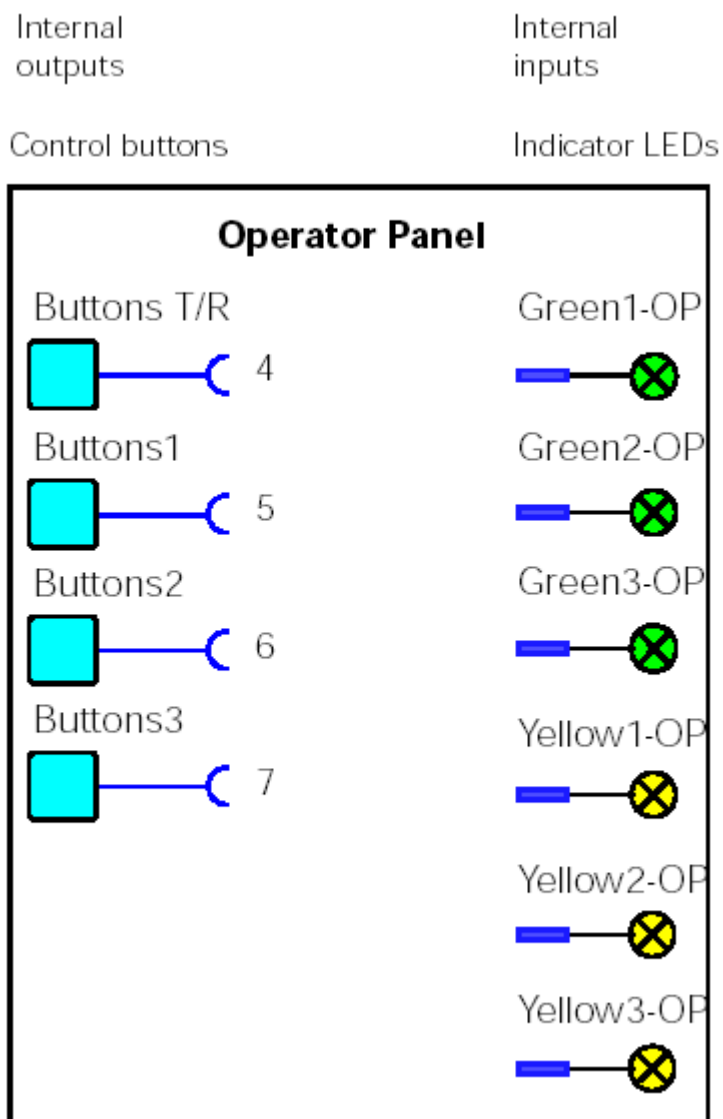 Internal
outputs
Internal
inputs
Control buttons
Indicator LEDs
Operator Panel
Buttons T/R
4
Green1-OP
Buttons1
5
Green2-OP
Buttons2
6
Green3-OP
Buttons3
7
Yellow1-OP
Yellow2-OP
Yellow3-OP